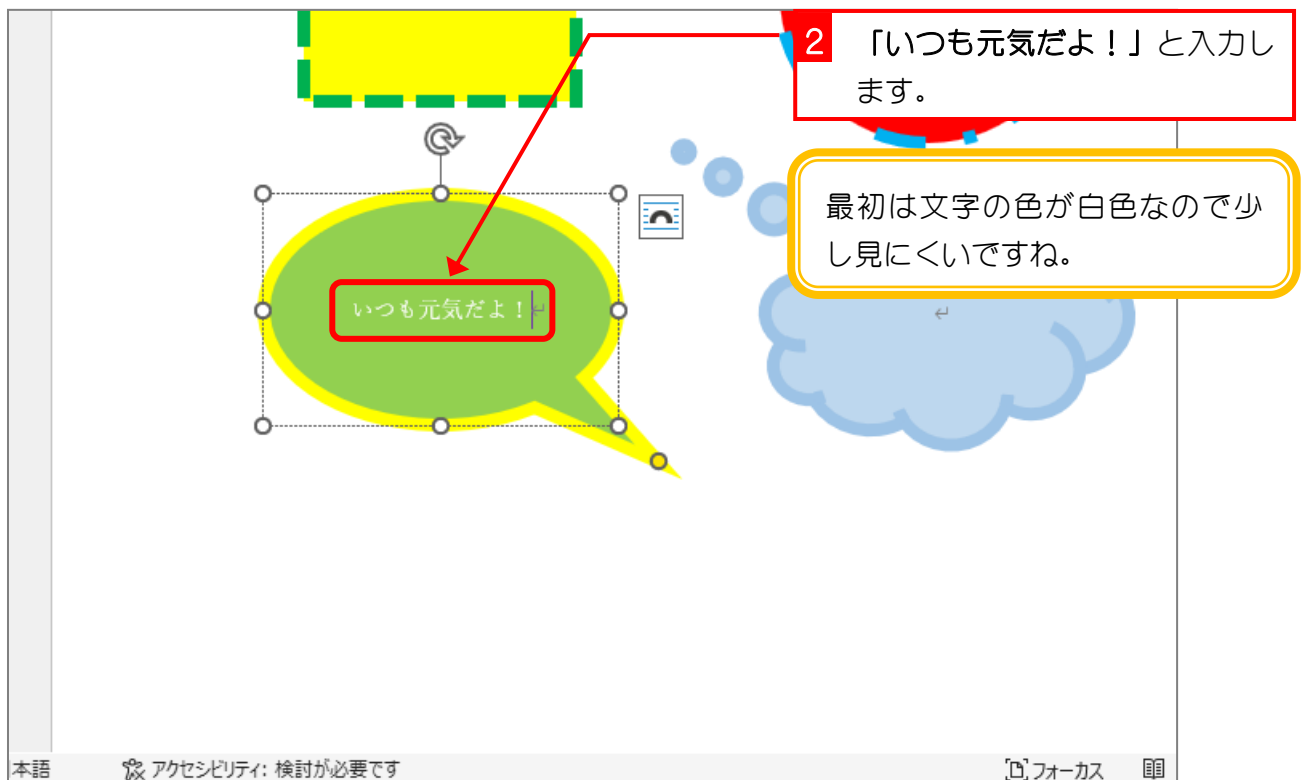 2 「いつも元気だよ！」と入力し
ます。
最初は文字の色が白色なので少
し見にくいですね。
いつも元気だよ！
本語 アクセシビリティ: 検討が必要です フォーカス